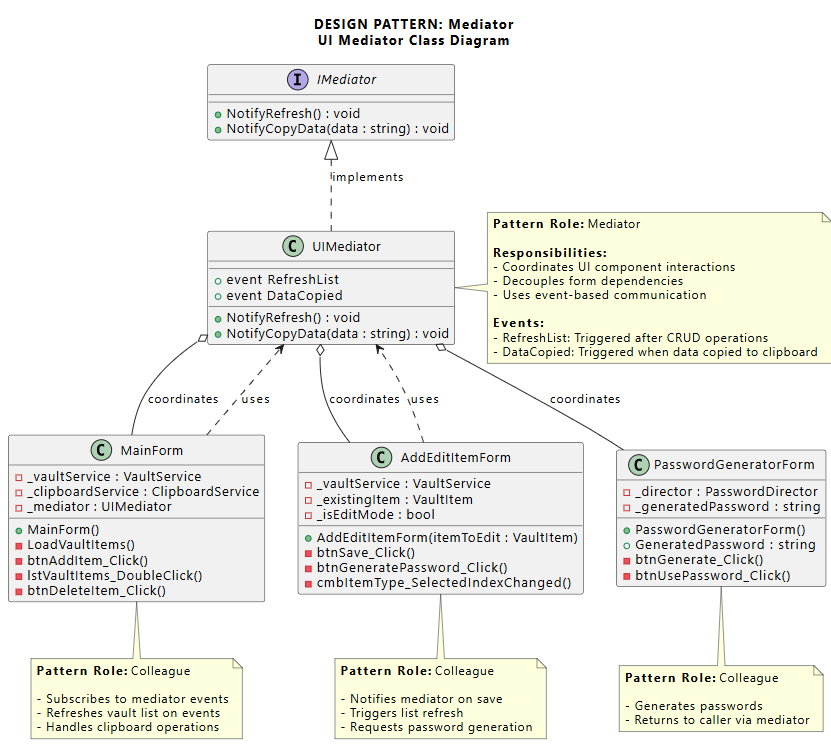 DESIGN PATTERN: Mediator
UI Mediator Class Diagram
I
IMediator
NotifyRefresh() : void
NotifyCopyData(data : string) : void
implements
C
UIMediator
event RefreshList
event DataCopied
NotifyRefresh() : void
NotifyCopyData(data : string) : void
Pattern Role: Mediator
Responsibilities:
- Coordinates UI component interactions
- Decouples form dependencies
- Uses event-based communication
Events:
- RefreshList: Triggered after CRUD operations
- DataCopied: Triggered when data copied to clipboard
coordinates
uses
coordinates
uses
coordinates
C
MainForm
_vaultService : VaultService
_clipboardService : ClipboardService
_mediator : UIMediator
MainForm()
LoadVaultItems()
btnAddItem_Click()
lstVaultItems_DoubleClick()
btnDeleteItem_Click()
C
AddEditItemForm
_vaultService : VaultService
_existingItem : VaultItem
_isEditMode : bool
AddEditItemForm(itemToEdit : VaultItem)
btnSave_Click()
btnGeneratePassword_Click()
cmbItemType_SelectedIndexChanged()
C
PasswordGeneratorForm
_director : PasswordDirector
_generatedPassword : string
PasswordGeneratorForm()
GeneratedPassword : string
btnGenerate_Click()
btnUsePassword_Click()
Pattern Role: Colleague
- Subscribes to mediator events
- Refreshes vault list on events
- Handles clipboard operations
Pattern Role: Colleague
- Notifies mediator on save
- Triggers list refresh
- Requests password generation
Pattern Role: Colleague
- Generates passwords
- Returns to caller via mediator